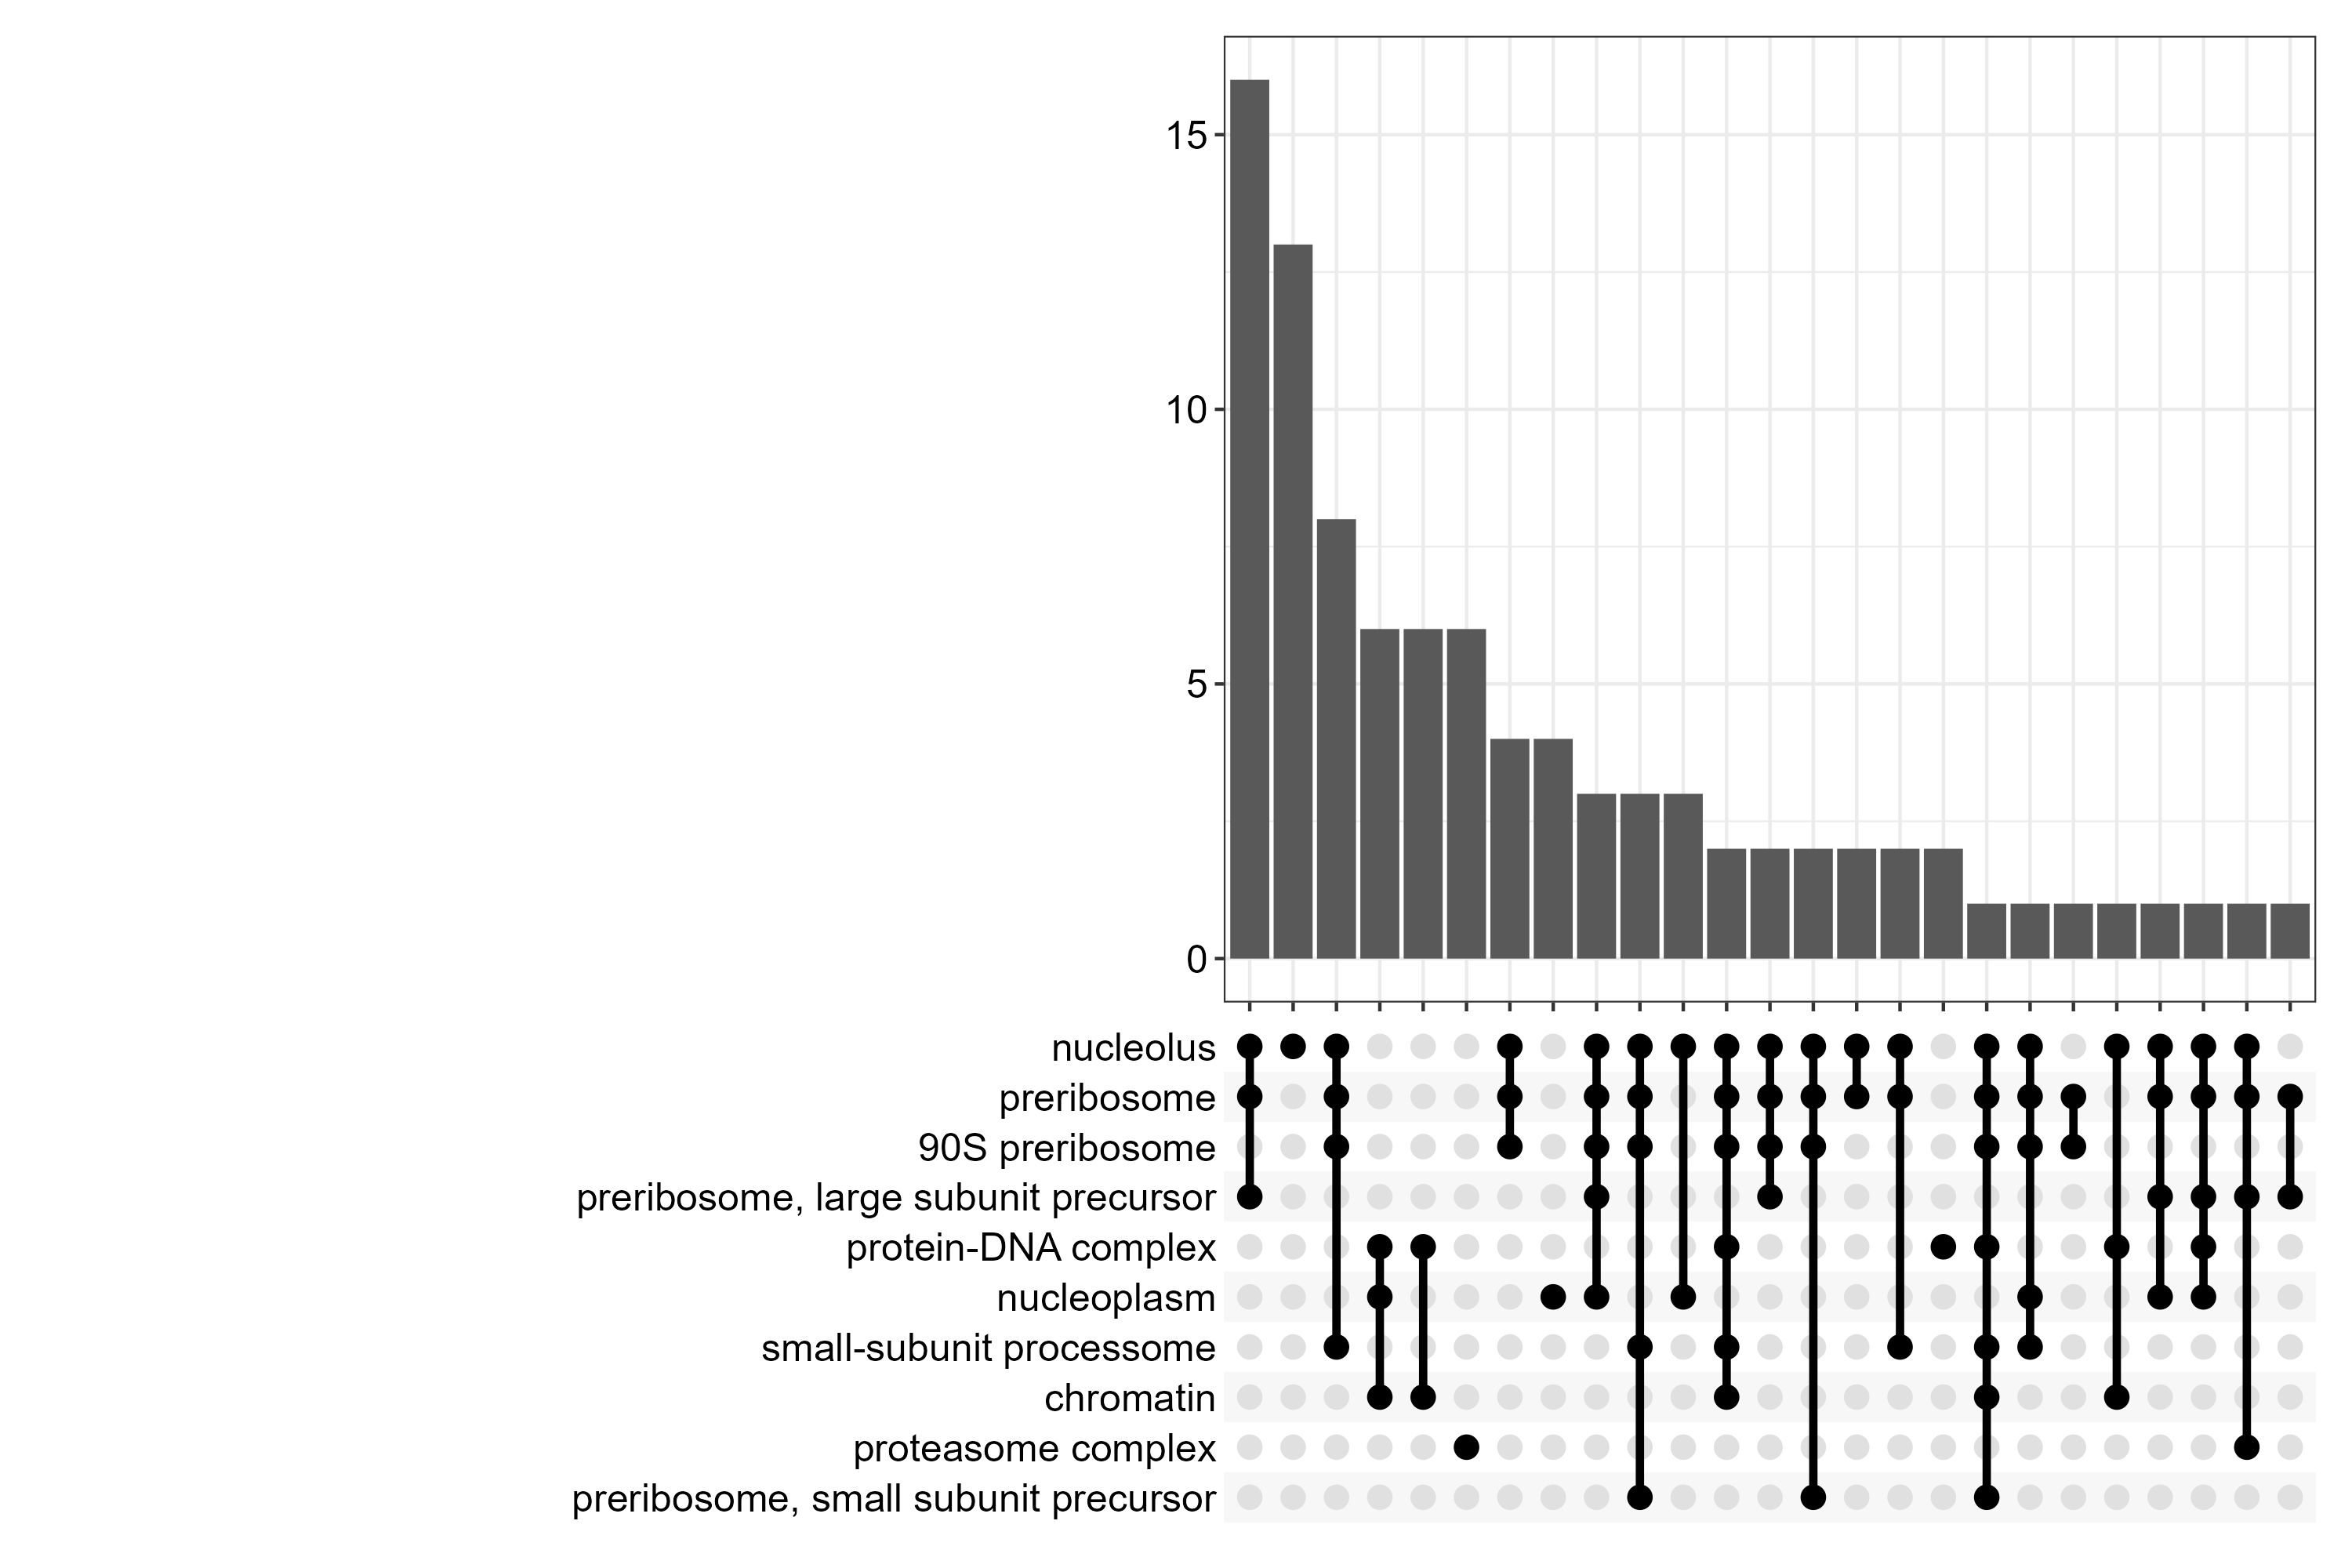 15
10
5
0
nucleolus
preribosome
90S preribosome
preribosome, large subunit precursor
protein-DNA complex
nucleoplasm
small-subunit processome
chromatin
proteasome complex
preribosome, small subunit precursor